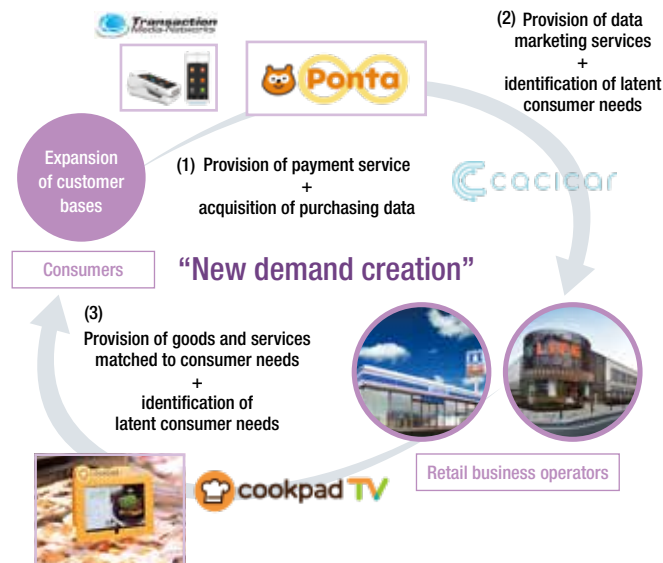 Transaction
Media-Networks
Ponta
(2) Provision of data
marketing services
+
identification of latent
consumer needs
Expansion
of customer
bases
(1) Provision of payment service
+
acquisition of purchasing data
cacicar
Consumers
"New demand creation"
(3)
Provision of goods and services
matched to consumer needs
+
identification of
latent consumer needs
LIFE
cookpad TV
Retail business operators